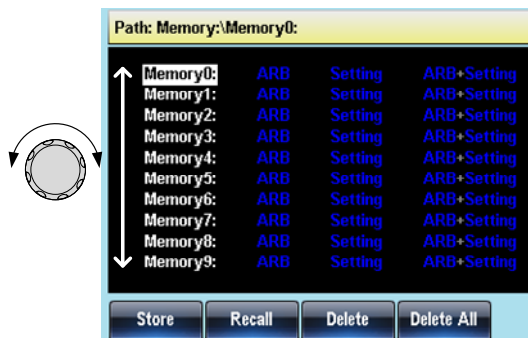 Path: Memory:\Memory0:
Memory0: ARB Setting ARB+Setting
Memory1: ARB Setting ARB+Setting
Memory2: ARB Setting ARB+Setting
Memory3: ARB Setting ARB+Setting
Memory4: ARB Setting ARB+Setting
Memory5: ARB Setting ARB+Setting
Memory6: ARB Setting ARB+Setting
Memory7: ARB Setting ARB+Setting
Memory8: ARB Setting ARB+Setting
Memory9: ARB Setting ARB+Setting
Store Recall Delete Delete All